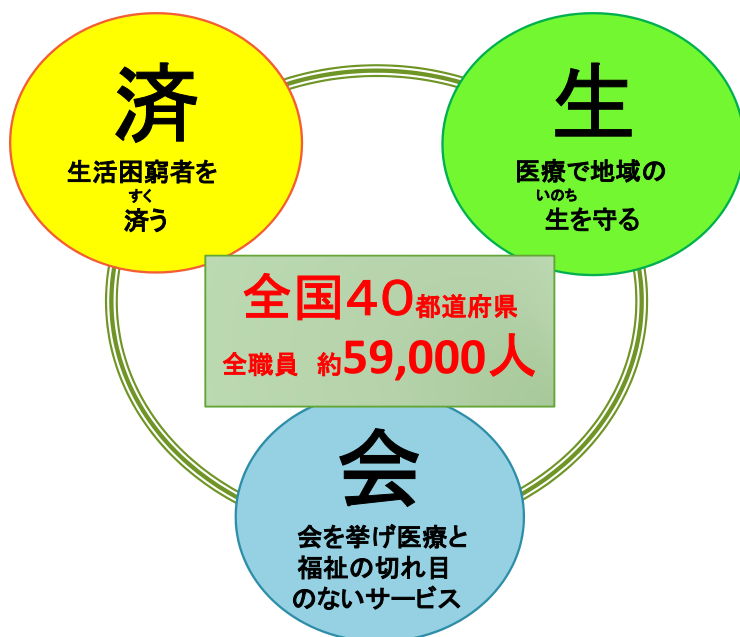 済
生活困窮者を
すく
済う
生
医療で地域の
いのち
生を守る
全国40都道府県
全職員 約59,000人
会
会を挙げ医療と
福祉の切れ目
のないサービス